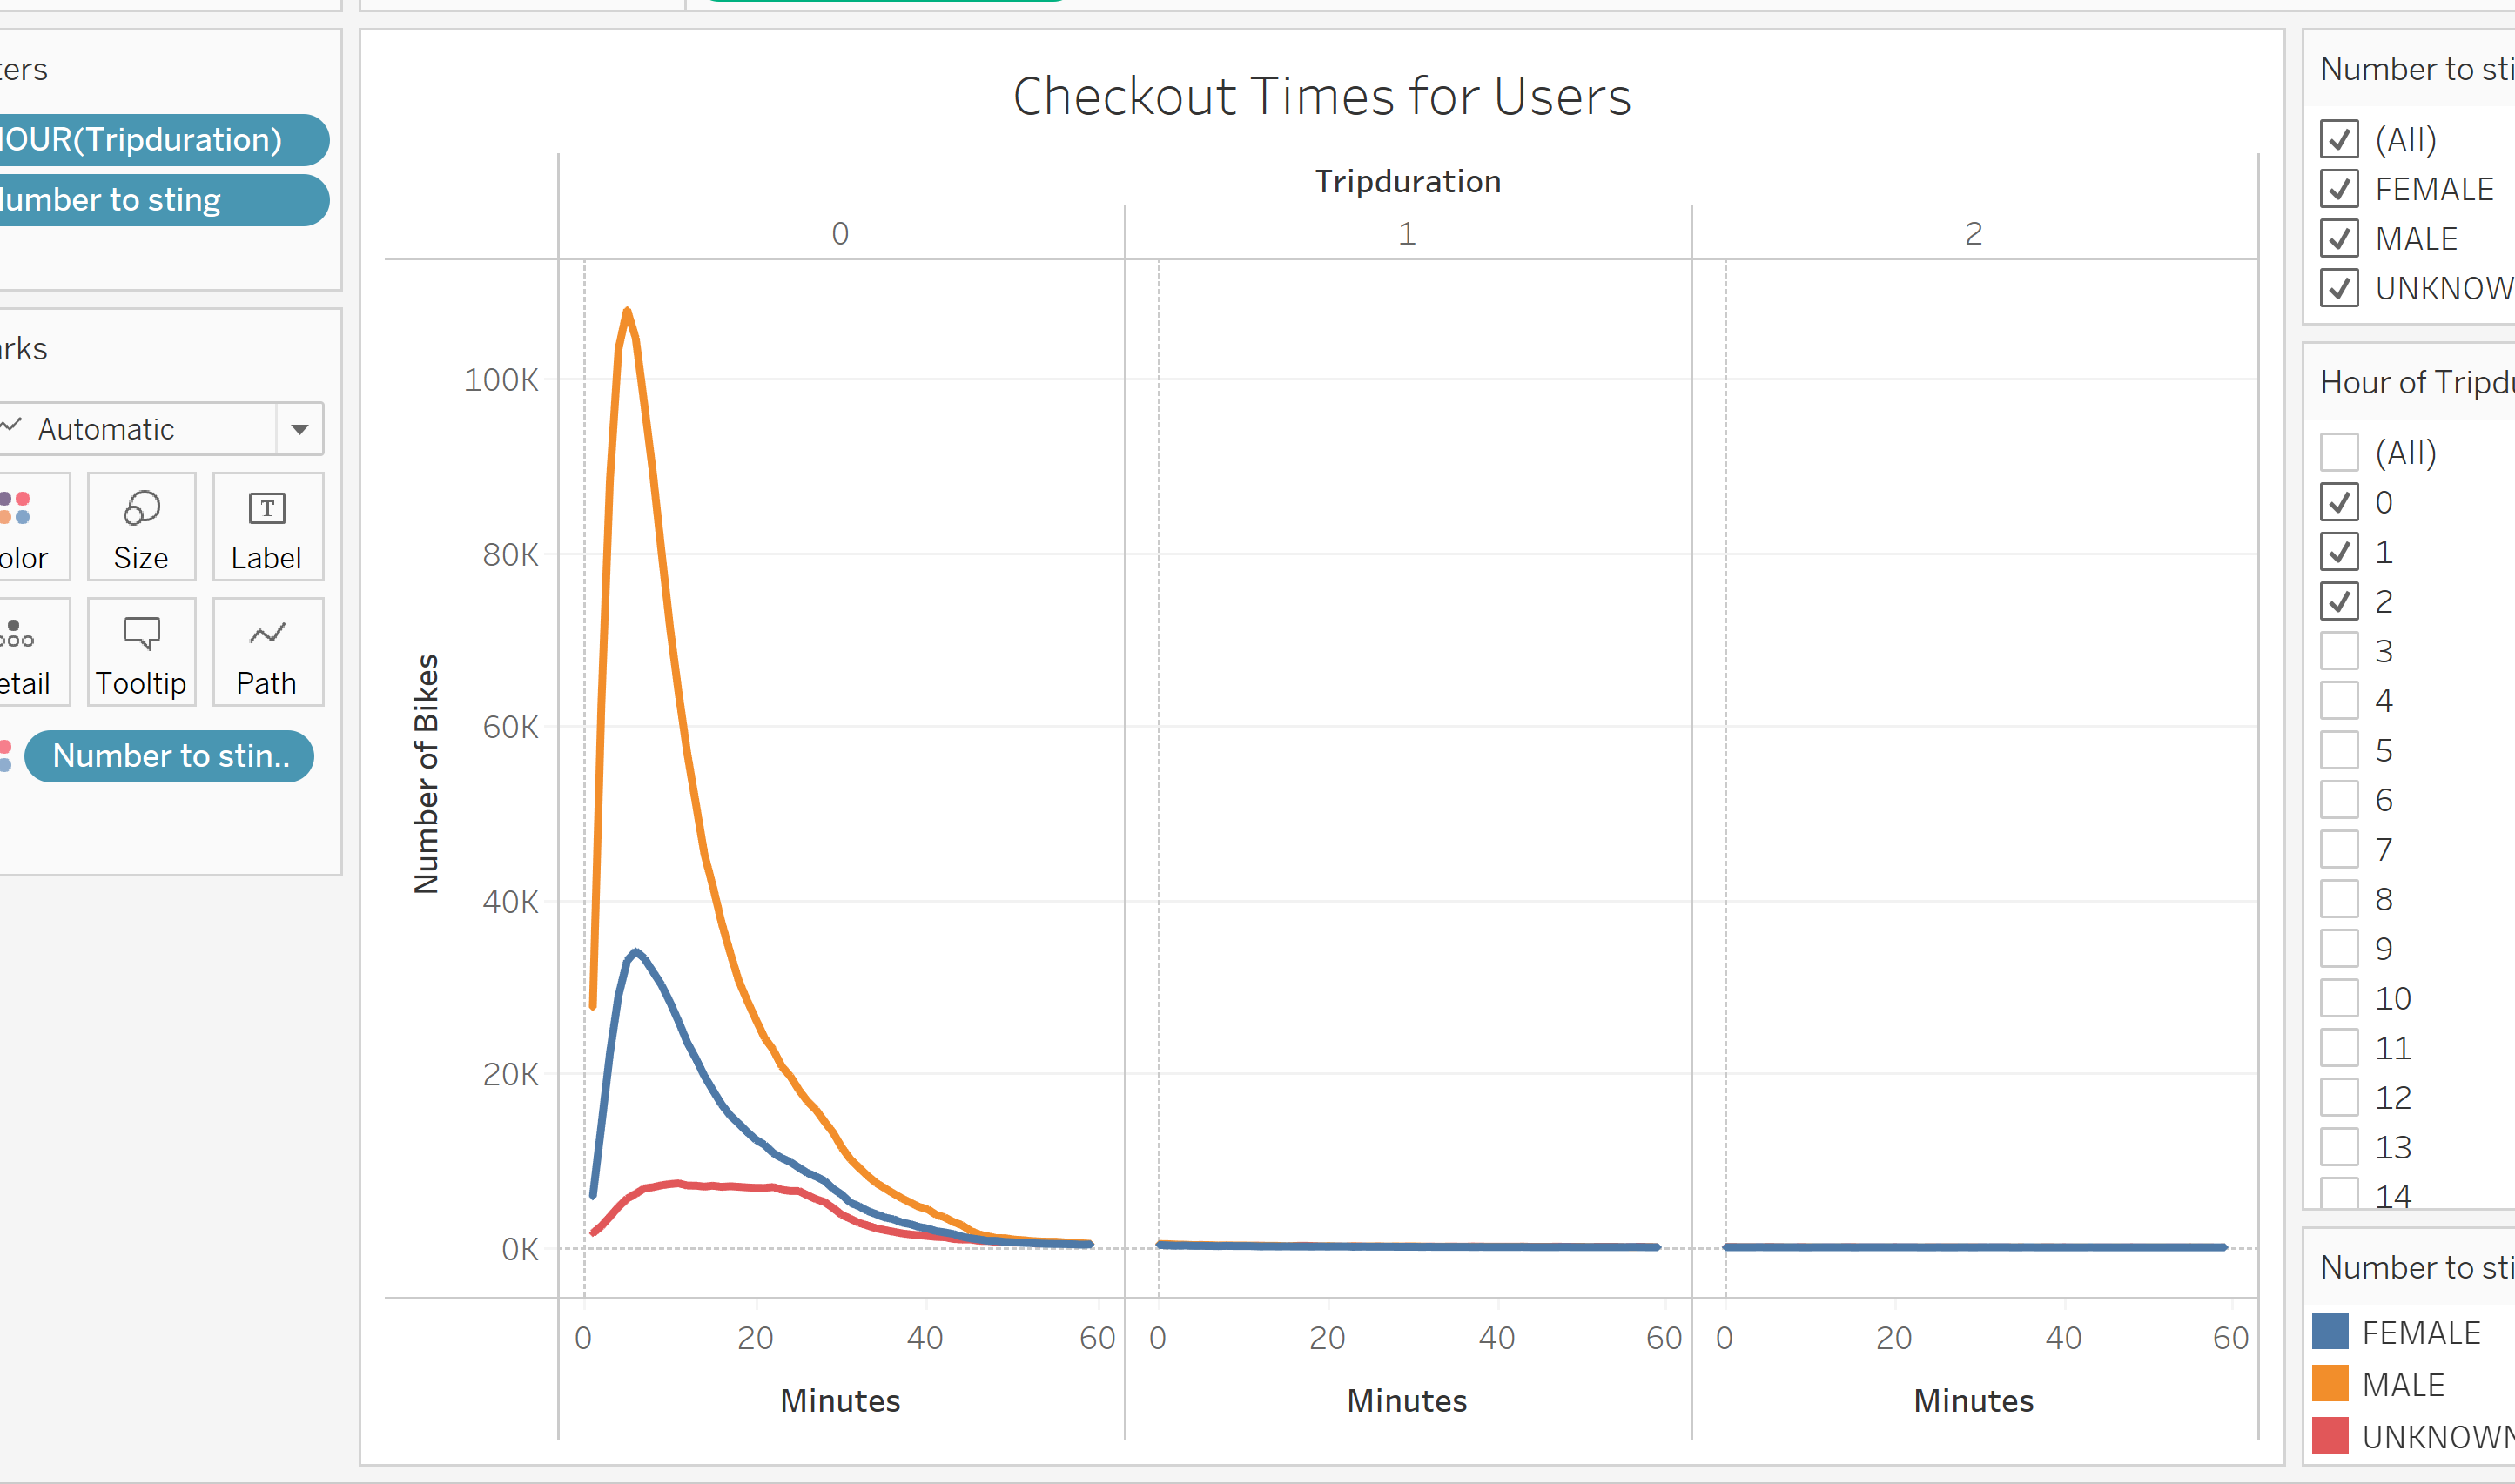 ters
HOUR(Tripduration)
Number to sting
arks
Automatic
olor
Size
Label
etail
Tooltip
Path
Number to stin..
Checkout Times for Users
Tripduration
0
1
2
Number of Bikes
100K
80K
60K
40K
20K
0K
0 20 40 60 0 20 40 60 0 20 40 60
Minutes Minutes Minutes
Number to sti
(All)
FEMALE
MALE
UNKNOW
Hour of Tripdu
(All)
0
1
2
3
4
5
6
7
8
9
10
11
12
13
14
Number to sti
FEMALE
MALE
UNKNOWN